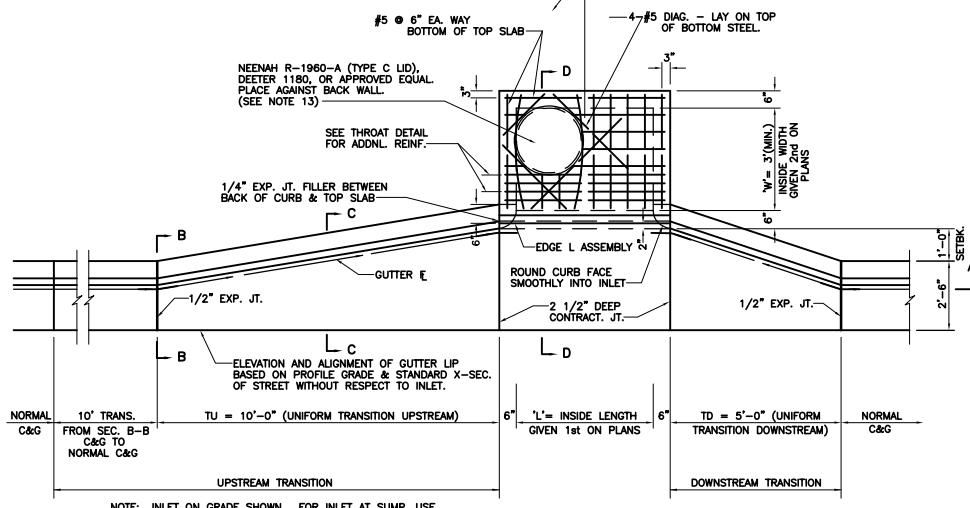 #5 @ 6" EA. WAY
BOTTOM OF TOP SLAB
4-#5 DIAG. - LAY ON TOP
OF BOTTOM STEEL.
3"
D
NEENAH R-1960-A (TYPE C LID),
DEETER 1180, OR APPROVED EQUAL.
PLACE AGAINST BACK WALL.
(SEE NOTE 13)
3"
6"
'W'= 3'(MIN.)
INSIDE WIDTH
GIVEN 2nd ON
PLANS
SEE THROAT DETAIL
FOR ADDNL. REINF.
1/4" EXP. JT. FILLER BETWEEN
BACK OF CURB & TOP SLAB
C
B
6"
6"
EDGE L ASSEMBLY
2"
1'-0"
SETBK.
GUTTER ℄
ROUND CURB FACE
SMOOTHLY INTO INLET
1/2" EXP. JT.
2 1/2" DEEP
CONTRACT. JT.
1/2" EXP. JT.
2'-6"
B
C
D
ELEVATION AND ALIGNMENT OF GUTTER LIP
BASED ON PROFILE GRADE & STANDARD X-SEC.
OF STREET WITHOUT RESPECT TO INLET.
NORMAL
C&G
10' TRANS.
FROM SEC. B-B
C&G TO
NORMAL C&G
TU = 10'-0" (UNIFORM TRANSITION UPSTREAM)
6"
'L'= INSIDE LENGTH
GIVEN 1st ON PLANS
6"
TD = 5'-0" (UNIFORM
TRANSITION DOWNSTREAM)
NORMAL
C&G
UPSTREAM TRANSITION
DOWNSTREAM TRANSITION
NOTE: INLET ON GRADE SHOWN. FOR INLET AT SUMP, USE